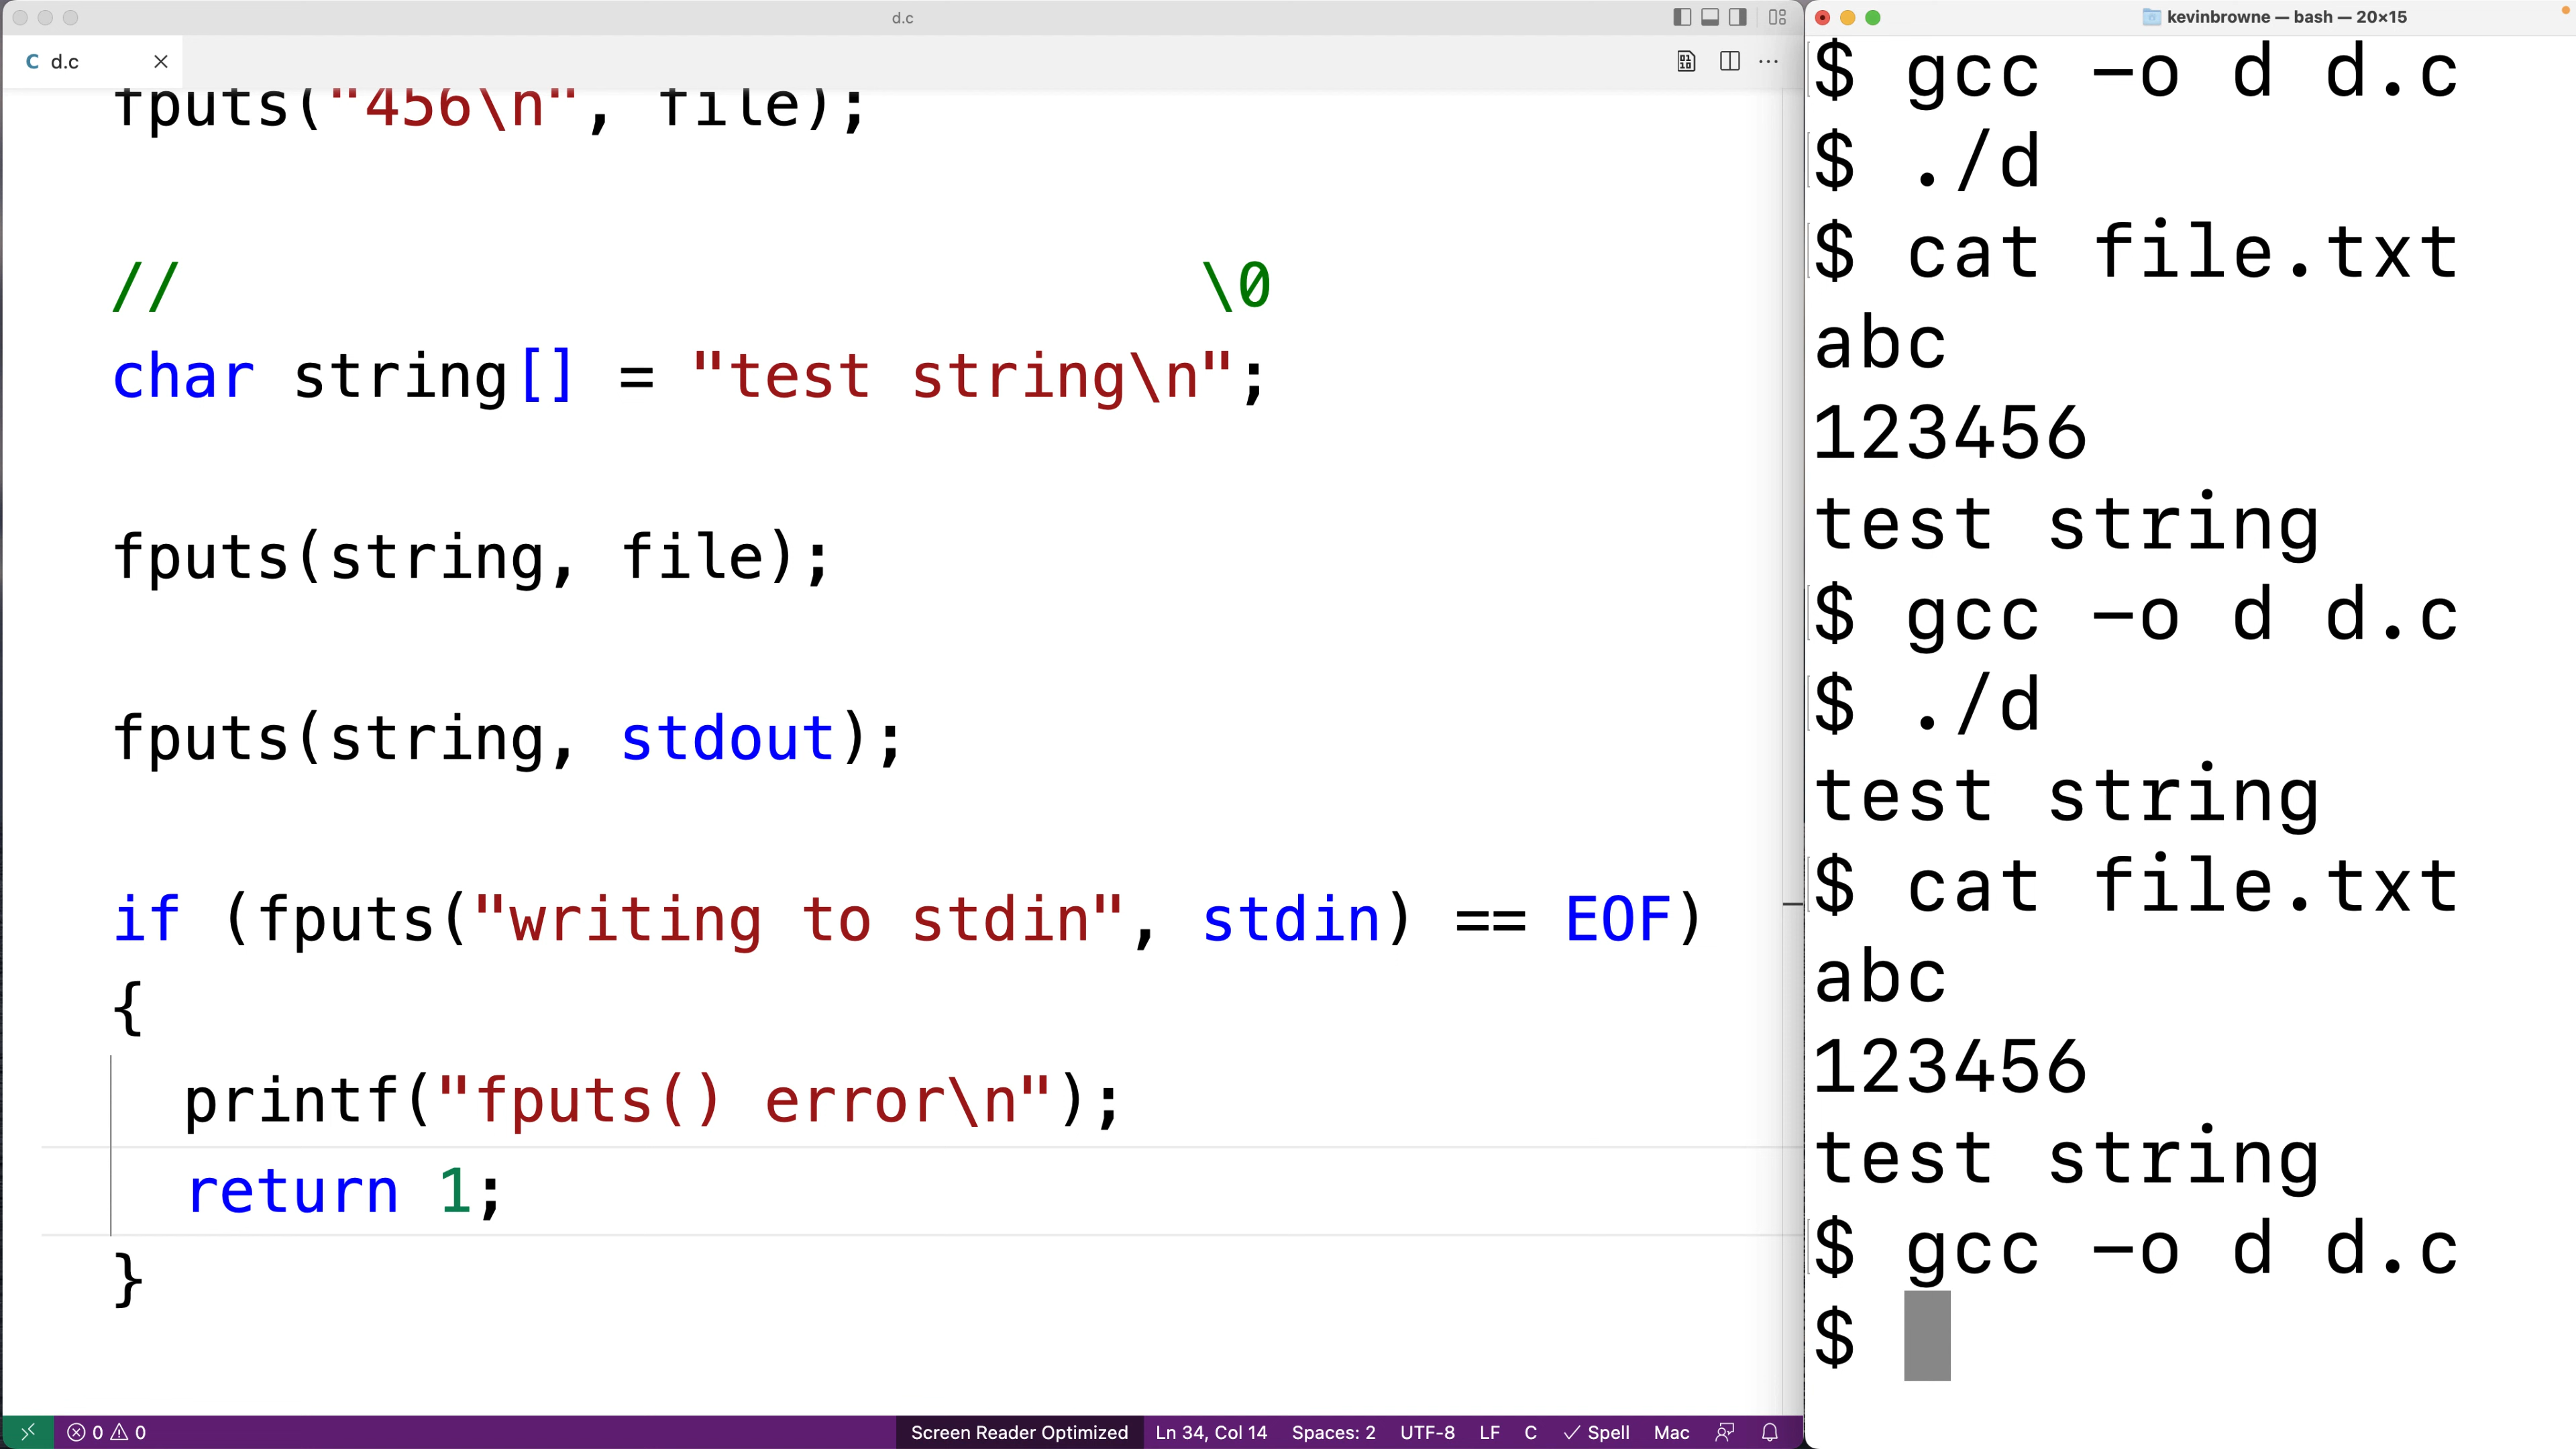 d.c
C d.c
fputs("456\n", file);
// \0
char string[] = "test string\n";
fputs(string, file);
fputs(string, stdout);
if (fputs("writing to stdin", stdin) == EOF)
{
printf("fputs() error\n");
return 1;
}
0 0 Screen Reader Optimized Ln 34, Col 14 Spaces: 2 UTF-8 LF C Spell Mac
kevinbrowne — bash — 20×15
$ gcc -o d d.c
$ ./d
$ cat file.txt
abc
123456
test string
$ gcc -o d d.c
$ ./d
test string
$ cat file.txt
abc
123456
test string
$ gcc -o d d.c
$